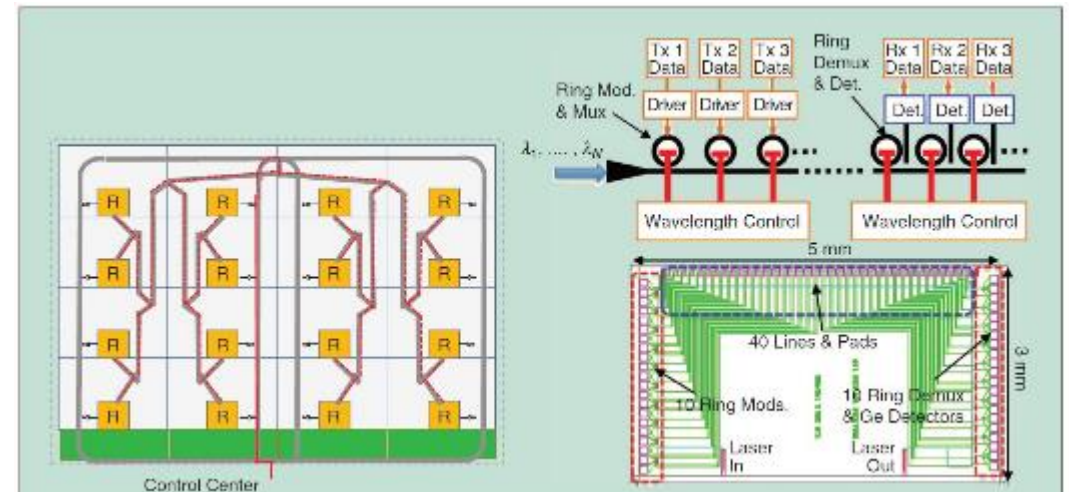 R R R R
R R R R
R R R R
R R R R
Control Center
Tx 1 Data
Tx 2 Data
Tx 3 Data
Ring Demux & Det.
Rx 1 Data
Rx 2 Data
Rx 3 Data
Ring Mod. & Mux
Driver Driver Driver
Det. Det. Det.
λ1, .... , λN
Wavelength Control
Wavelength Control
5 mm
3 mm
40 Lines & Pads
10 Ring Mods.
10 Ring Demux
& Ge Detectors
Laser
In
Laser
Out